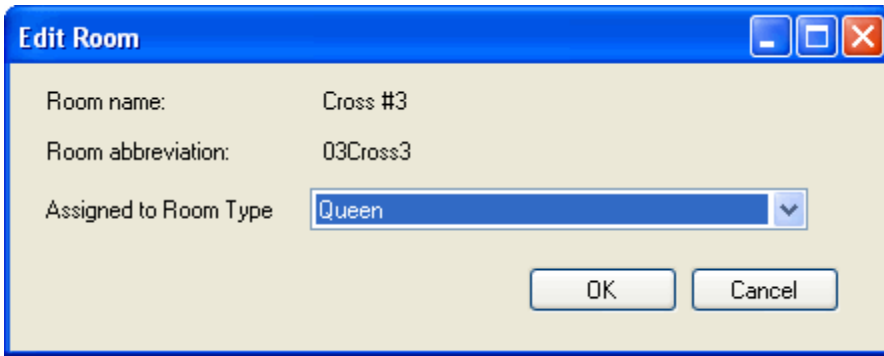 Edit Room
Room name: Cross #3
Room abbreviation: 03Cross3
Assigned to Room Type Queen
OK Cancel